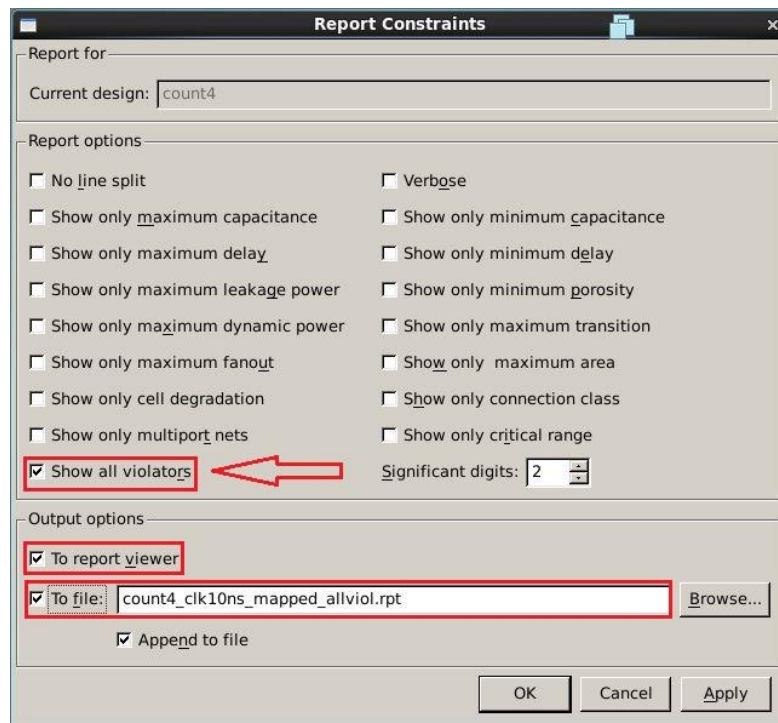 Report Constraints
Report for
Current design: count4
Report options
No line split
Verbose
Show only maximum capacitance
Show only minimum capacitance
Show only maximum delay
Show only minimum delay
Show only maximum leakage power
Show only minimum porosity
Show only maximum dynamic power
Show only maximum transition
Show only maximum fanout
Show only  maximum area
Show only cell degradation
Show only connection class
Show only multiport nets
Show only critical range
Show all violators
Significant digits: 2
Output options
To report viewer
To file: count4_clk10ns_mapped_allviol.rpt Browse...
Append to file
OK Cancel Apply